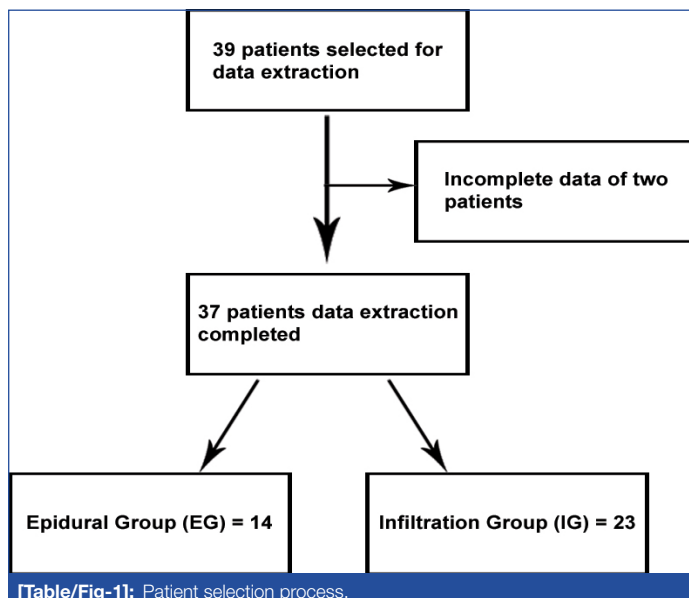 39 patients selected for
data extraction
Incomplete data of two
patients
37 patients data extraction
completed
Epidural Group (EG) = 14
Infiltration Group (IG) = 23
[Table/Fig-1]: Patient selection process.